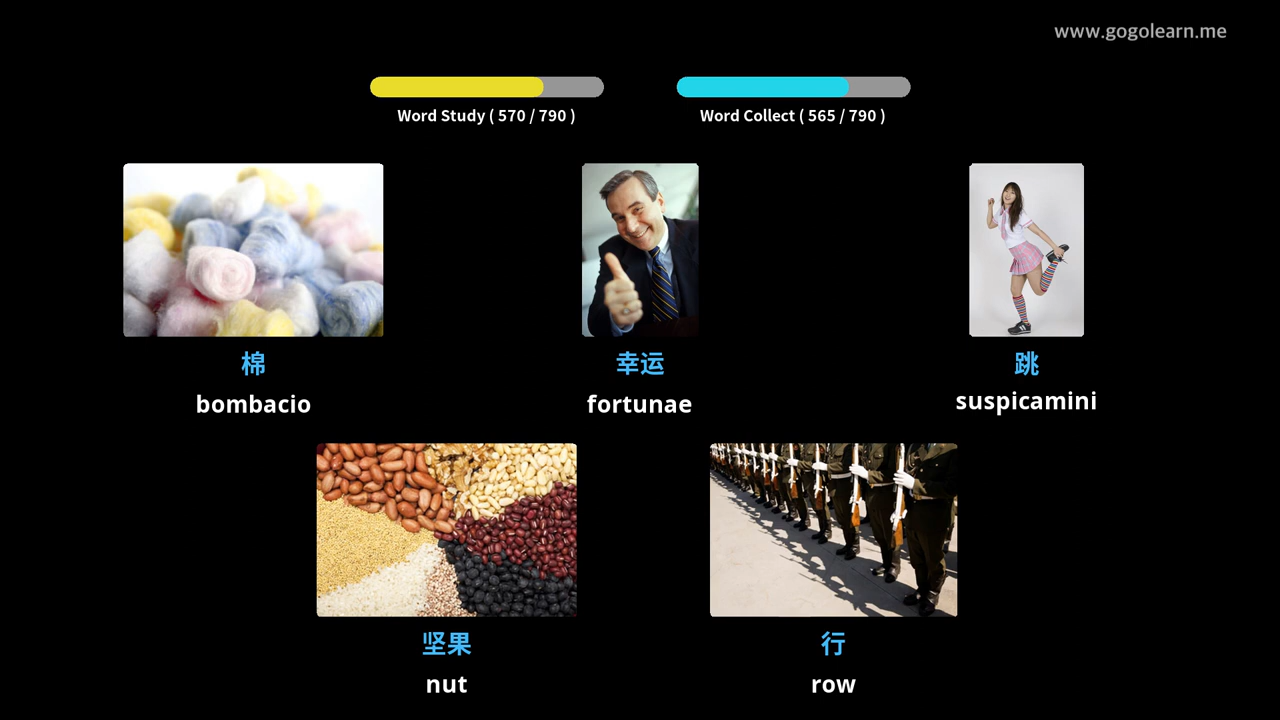 www.gogolearn.me
Word Study ( 570 / 790 )
Word Collect ( 565 / 790 )
棉
bombacio
幸运
fortunae
跳
suspicamini
坚果
nut
行
row